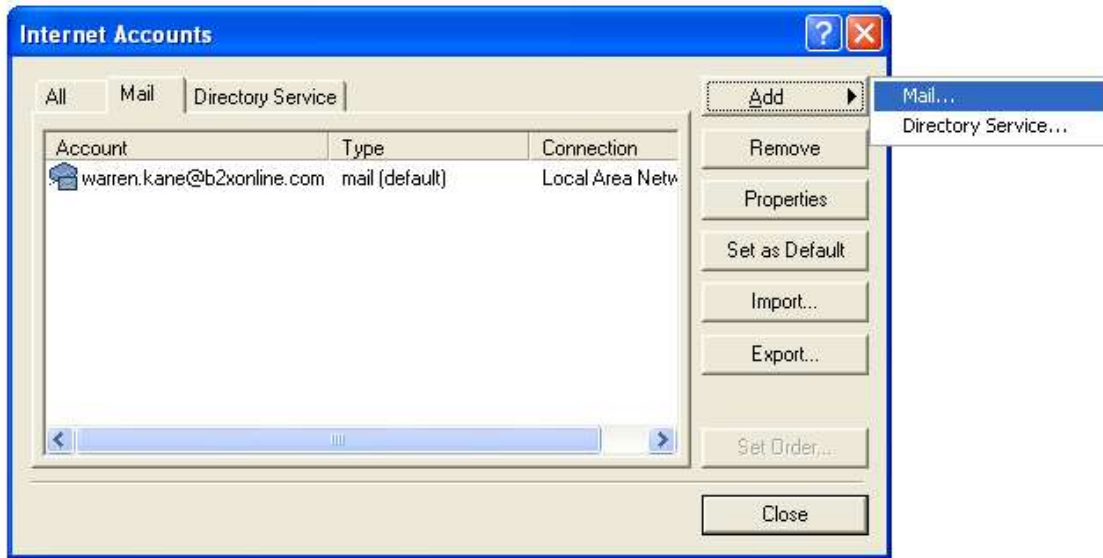 Internet Accounts
All Mail Directory Service
Add
Mail...
Directory Service...
Account Type Connection
warren.kane@b2xonline.com mail (default) Local Area Netw
Remove
Properties
Set as Default
Import...
Export...
Set Order...
Close